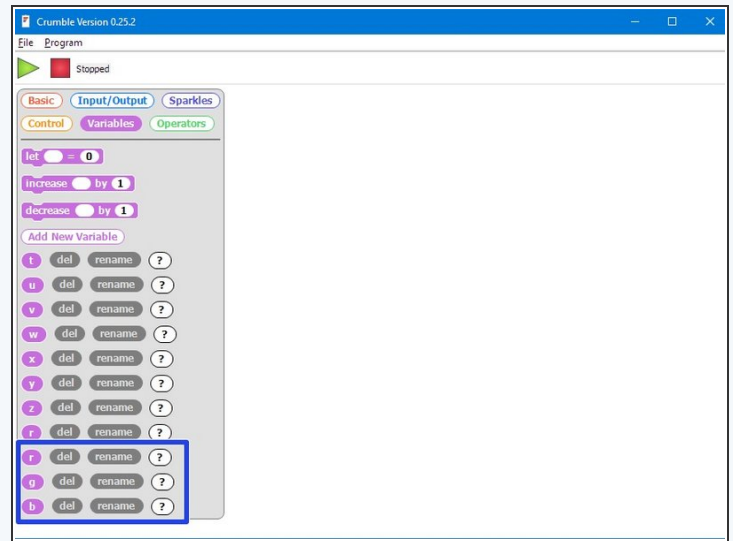 Crumble Version 0.25.2
File Program
Stopped
Basic Input/Output Sparkles
Control Variables Operators
let = 0
increase by 1
decrease by 1
Add New Variable
t del rename ?
u del rename ?
v del rename ?
w del rename ?
x del rename ?
y del rename ?
z del rename ?
r del rename ?
r del rename ?
g del rename ?
b del rename ?